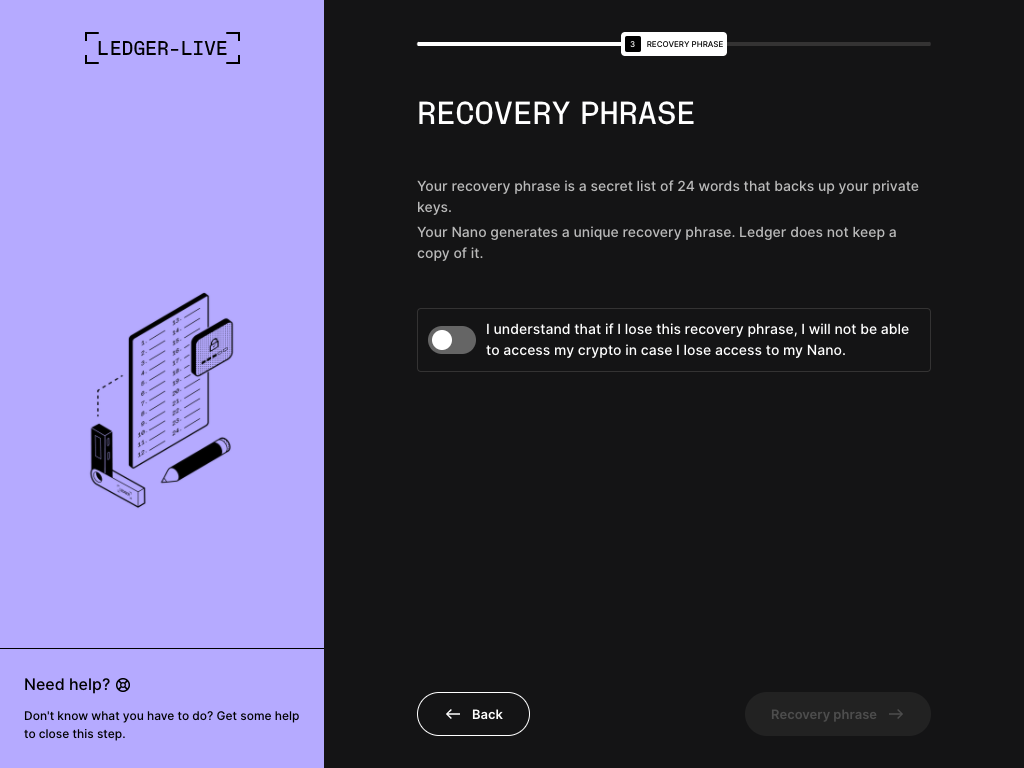 LEDGER-LIVE
3 RECOVERY PHRASE
RECOVERY PHRASE
Your recovery phrase is a secret list of 24 words that backs up your private
keys.
Your Nano generates a unique recovery phrase. Ledger does not keep a
copy of it.
I understand that if I lose this recovery phrase, I will not be able
to access my crypto in case I lose access to my Nano.
Need help?
Don't know what you have to do? Get some help
to close this step.
Back
Recovery phrase